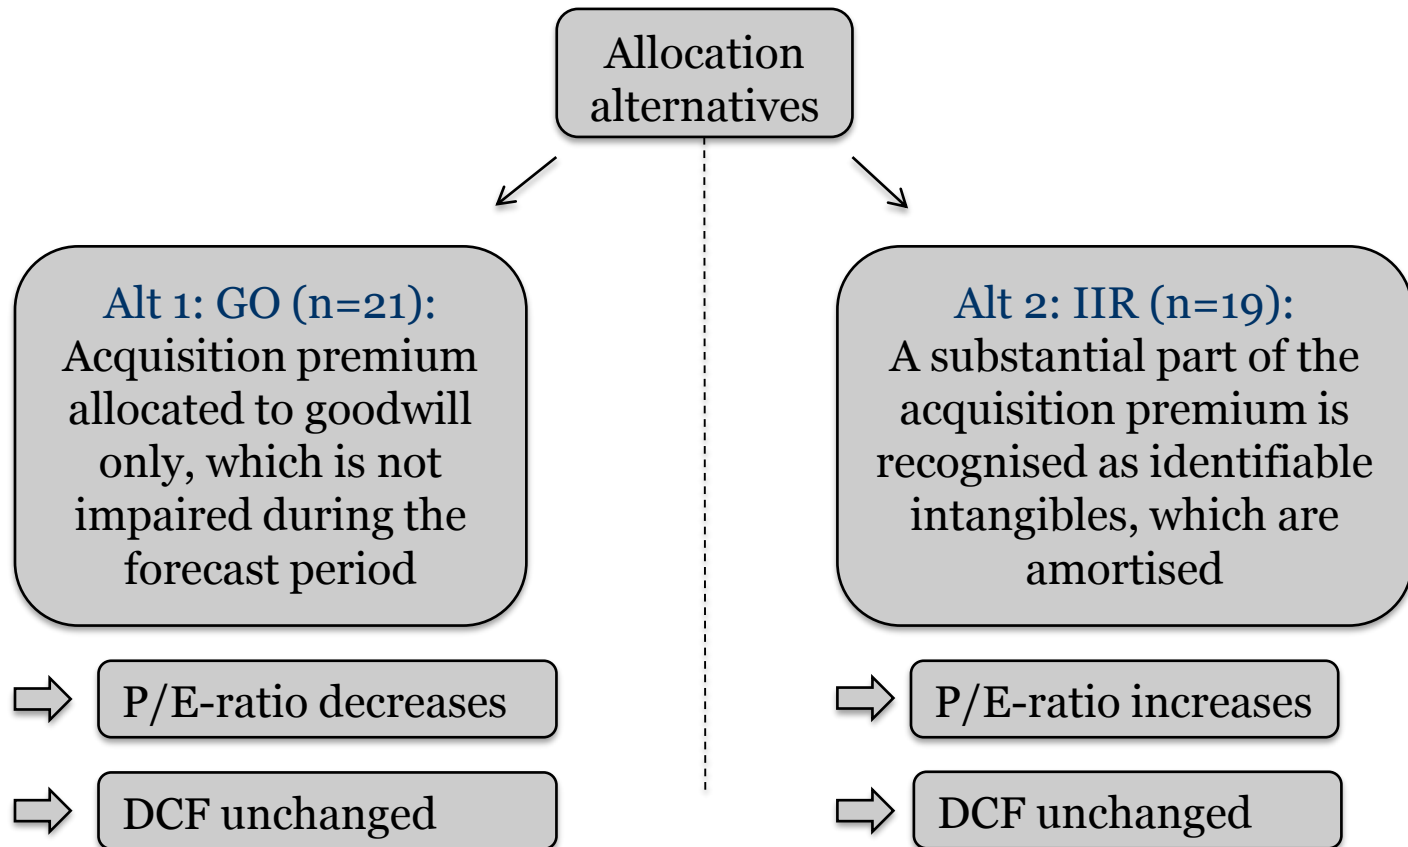 Allocation
alternatives
Alt 1: GO (n=21):
Acquisition premium
allocated to goodwill
only, which is not
impaired during the
forecast period
P/E-ratio decreases
DCF unchanged
Alt 2: IIR (n=19):
A substantial part of the
acquisition premium is
recognised as identifiable
intangibles, which are
amortised
P/E-ratio increases
DCF unchanged